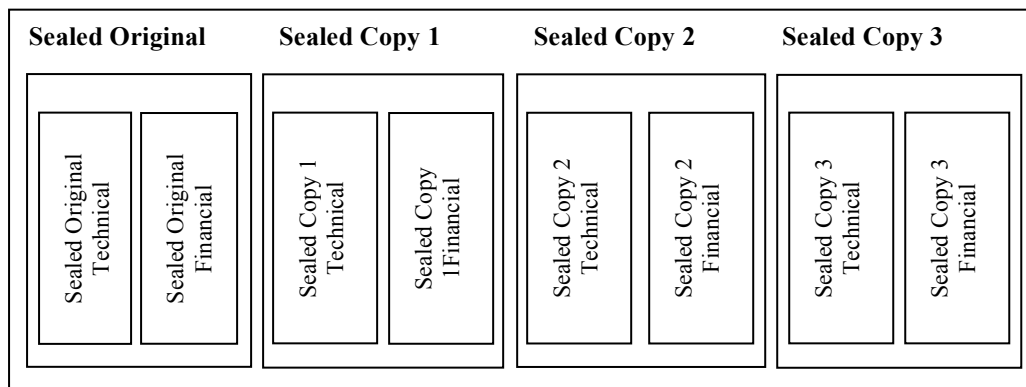 Sealed Original
Sealed Copy 1
Sealed Copy 2
Sealed Copy 3
Sealed Original
Technical
Sealed Original
Financial
Sealed Copy 1
Technical
Sealed Copy
1Financial
Sealed Copy 2
Technical
Sealed Copy 2
Financial
Sealed Copy 3
Technical
Sealed Copy 3
Financial